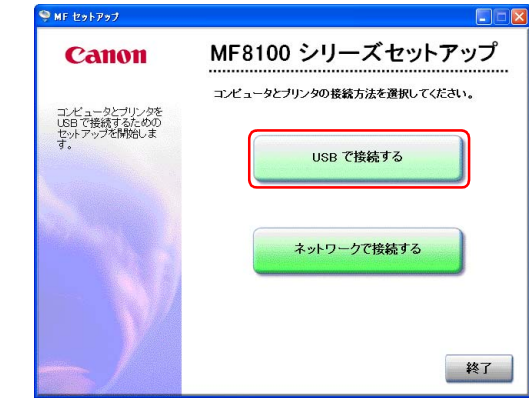 MF セットアップ
Canon
MF8100 シリーズセットアップ
コンピュータとプリンタの接続方法を選択してください。
コンピュータとプリンタを
USB で接続するための
セットアップを開始しま
す。
USB で接続する
ネットワークで接続する
終了